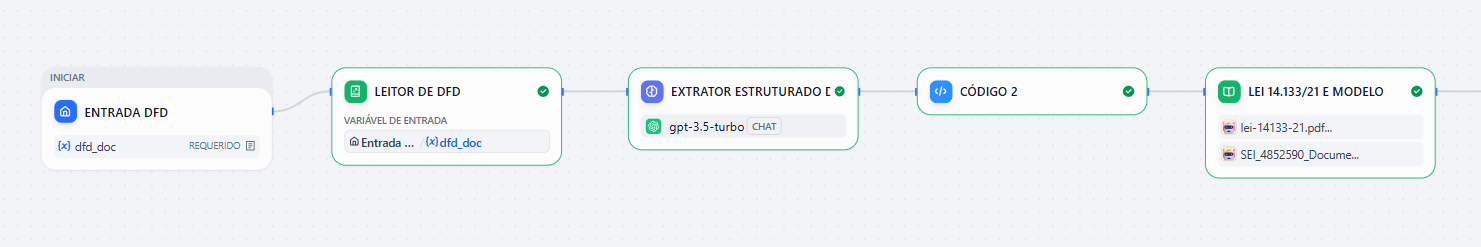 INICIAR
ENTRADA DFD
{x} dfd_doc REQUERIDO
LEITOR DE DFD
VARIÁVEL DE ENTRADA
Entrada ... / {x} dfd_doc
EXTRATOR ESTRUTURADO D
gpt-3.5-turbo CHAT
CÓDIGO 2
LEI 14.133/21 E MODELO
lei-14133-21.pdf...
SEI_4852590_Docume...